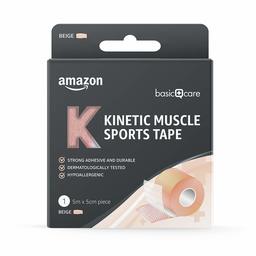 BEIGE
amazon
basic care
K
KINETIC MUSCLE
SPORTS TAPE
STRONG ADHESIVE AND DURABLE
DERMATOLOGICALLY TESTED
HYPOALLERGENIC
1 5m x 5cm piece
BEIGE